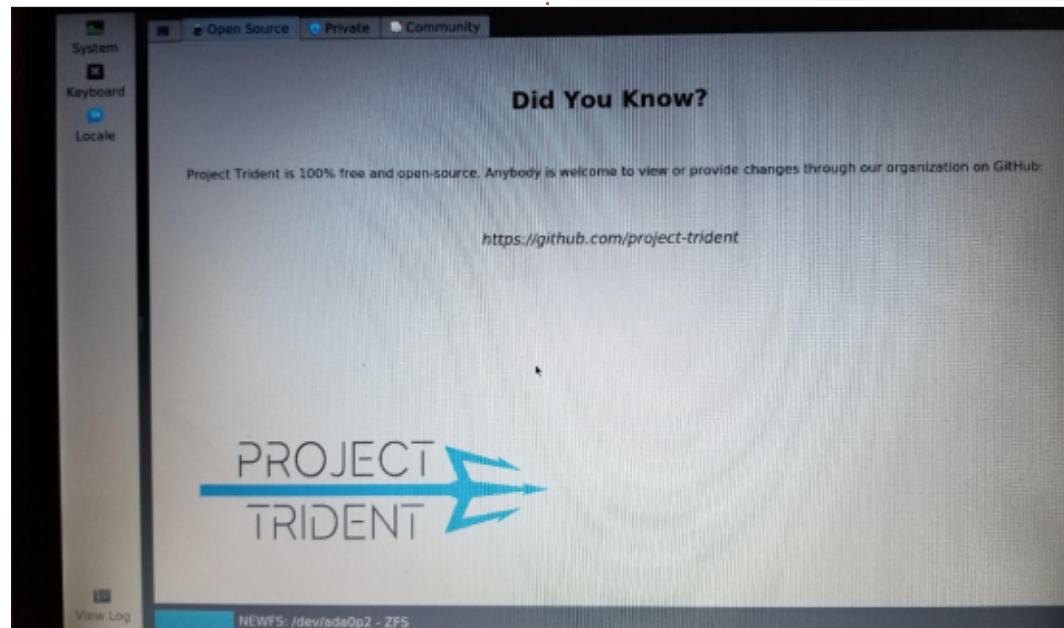 System
Keyboard
Locale
Open Source
Private
Community
Did You Know?
Project Trident is 100% free and open-source. Anybody is welcome to view or provide changes through our organization on GitHub:
https://github.com/project-trident
PROJECT
TRIDENT
View Log
NEWFS: /dev/ada0p2 - ZFS